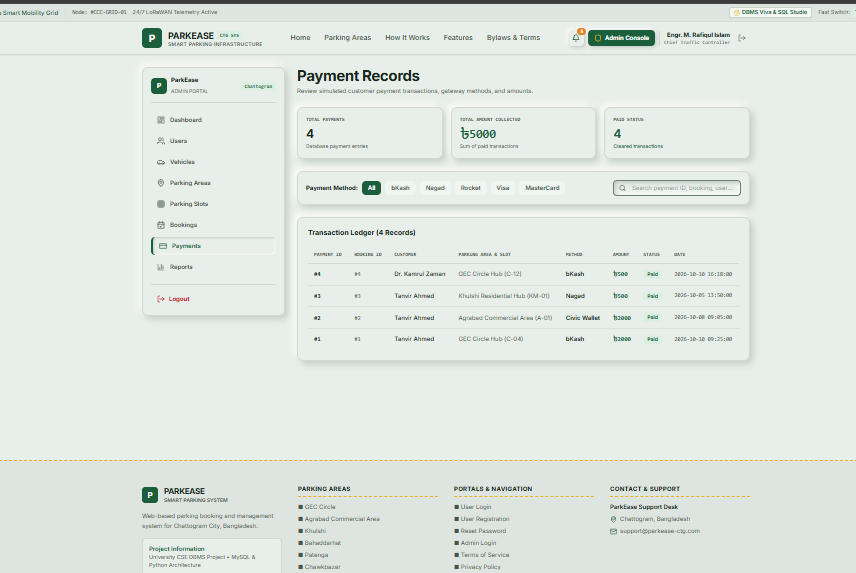 Smart Mobility Grid
Node: #CCC-GRID-01
24/7 LoRaWAN Telemetry Active
DBMS Viva & SQL Studio
Fast Switch:
P
PARKEASE
CTG SYS
SMART PARKING INFRASTRUCTURE
Home
Parking Areas
How It Works
Features
Bylaws & Terms
Admin Console
Engr. M. Rafiqul Islam
Chief Traffic Controller
P
ParkEase
ADMIN PORTAL
Chattogram
Dashboard
Users
Vehicles
Parking Areas
Parking Slots
Bookings
Payments
Reports
Logout
Payment Records
Review simulated customer payment transactions, gateway methods, and amounts.
TOTAL PAYMENTS
4
Database payment entries
TOTAL AMOUNT COLLECTED
৳5000
Sum of paid transactions
PAID STATUS
4
Cleared transactions
Payment Method:
All
bKash
Nagad
Rocket
Visa
MasterCard
Search payment ID, booking, user...
Transaction Ledger (4 Records)
PAYMENT ID BOOKING ID CUSTOMER PARKING AREA & SLOT METHOD AMOUNT STATUS DATE
#4 #4 Dr. Kamrul Zaman GEC Circle Hub (C-12) bKash ৳500 Paid 2026-10-10 16:18:00
#3 #3 Tanvir Ahmed Khulshi Residential Hub (KM-01) Nagad ৳500 Paid 2026-10-05 13:50:00
#2 #2 Tanvir Ahmed Agrabad Commercial Area (A-01) Civic Wallet ৳2000 Paid 2026-10-08 09:05:00
#1 #1 Tanvir Ahmed GEC Circle Hub (C-04) bKash ৳2000 Paid 2026-10-10 09:25:00
P
PARKEASE
SMART PARKING SYSTEM
Web-based parking booking and management
system for Chattogram City, Bangladesh.
Project Information
University CSE DBMS Project • MySQL &
Python Architecture
PARKING AREAS
GEC Circle
Agrabad Commercial Area
Khulshi
Bahaddarhat
Patenga
Chawkbazar
PORTALS & NAVIGATION
User Login
User Registration
Reset Password
Admin Login
Terms of Service
Privacy Policy
CONTACT & SUPPORT
ParkEase Support Desk
Chattogram, Bangladesh
support@parkease-ctg.com